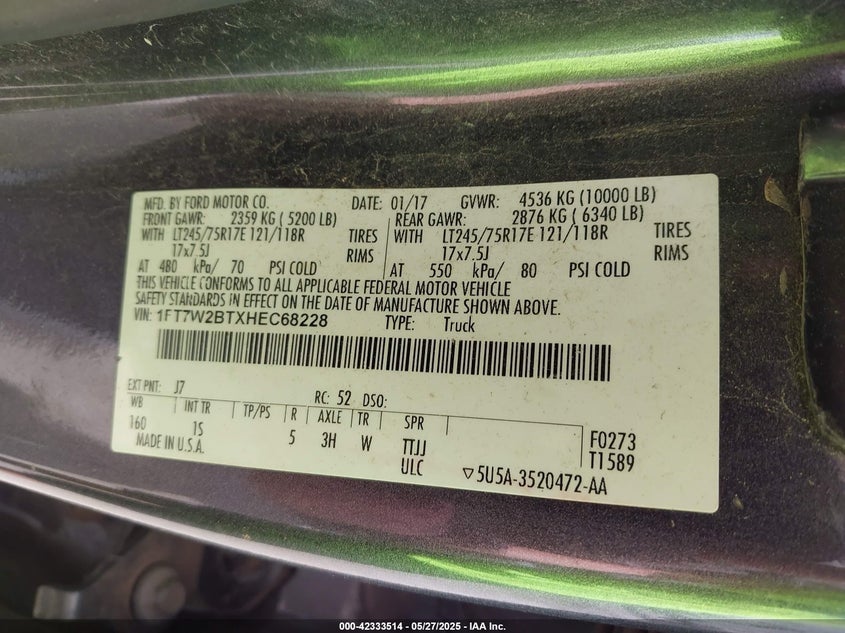 MFD. BY FORD MOTOR CO. DATE: 01/17 GVWR: 4536 KG (10000 LB)
FRONT GAWR: 2359 KG ( 5200 LB) REAR GAWR: 2876 KG ( 6340 LB)
WITH LT245/75R17E 121/118R TIRES WITH LT245/75R17E 121/118R TIRES
17x7.5J RIMS 17x7.5J RIMS
AT 480 kPa/ 70 PSI COLD AT 550 kPa/ 80 PSI COLD
THIS VEHICLE CONFORMS TO ALL APPLICABLE FEDERAL MOTOR VEHICLE
SAFETY STANDARDS IN EFFECT ON THE DATE OF MANUFACTURE SHOWN ABOVE.
VIN: 1FT7W2BTXHEC68228 TYPE: Truck
EXT PNT: J7 RC: 52 DSO:
WB INT TR TP/PS R AXLE TR SPR
160 1S 5 3H W TTJJ F0273
MADE IN U.S.A. ULC T1589
▽5U5A-3520472-AA
000-42333514 - 05/27/2025 - IAA Inc.